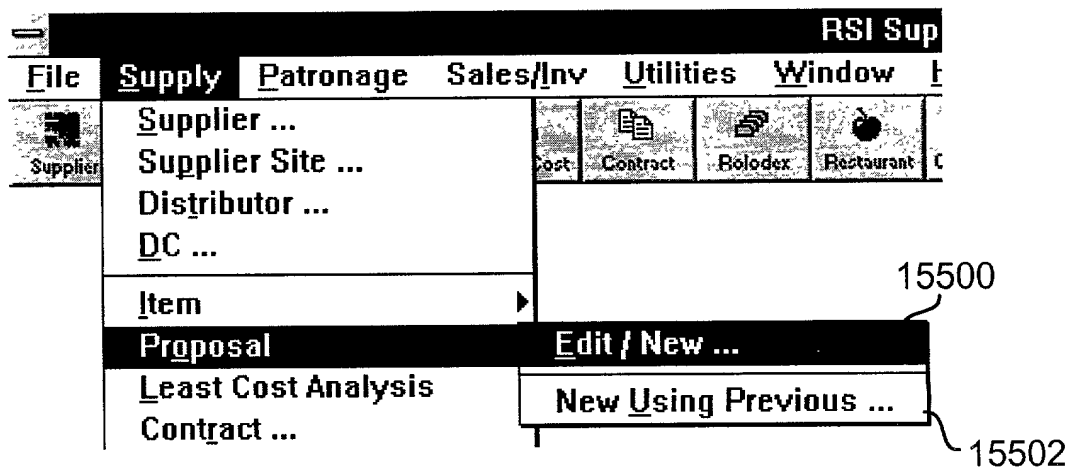 RSI Sup
File Supply Patronage Sales/Inv Utilities Window
Supplier Cost Contract Rolodex Restaurant
Supplier ...
Supplier Site ...
Distributor ...
DC ...
Item
Proposal
Least Cost Analysis
Contract ...
15500
Edit / New ...
New Using Previous ...
15502